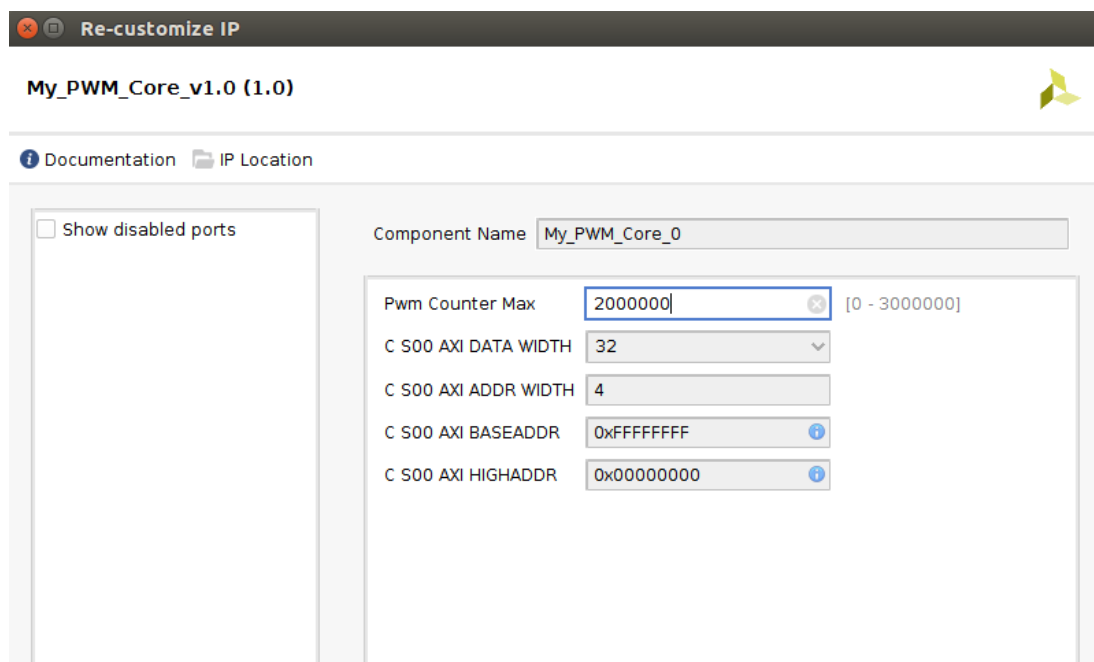 Re-customize IP
My_PWM_Core_v1.0 (1.0)
Documentation IP Location
Show disabled ports
Component Name My_PWM_Core_0
Pwm Counter Max 2000000 [0 - 3000000]
C S00 AXI DATA WIDTH 32
C S00 AXI ADDR WIDTH 4
C S00 AXI BASEADDR 0xFFFFFFFF
C S00 AXI HIGHADDR 0x00000000